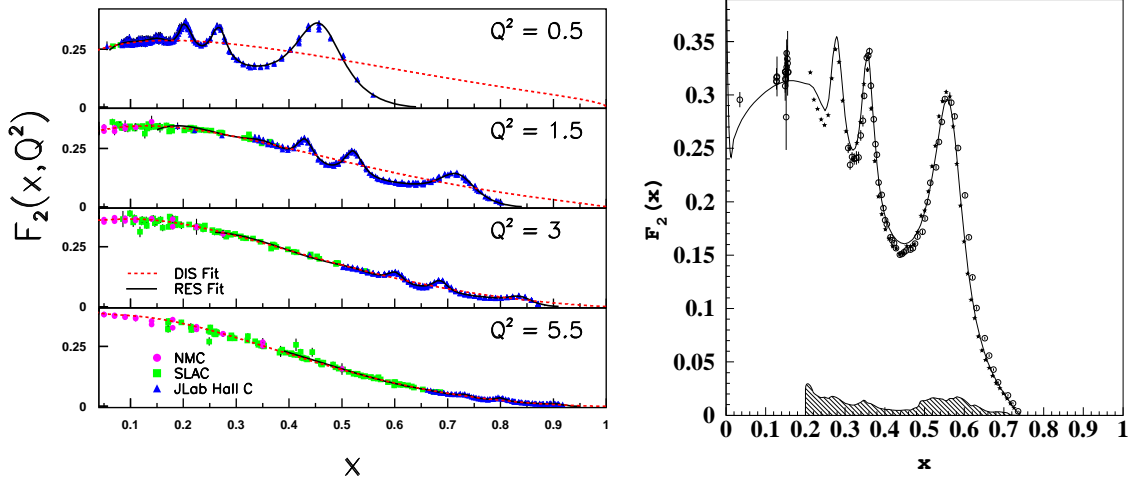 F₂(x,Q²)
0.25
Q² = 0.5
0.25
0
Q² = 1.5
0.25
0
Q² = 3
DIS Fit
RES Fit
0.25
0
Q² = 5.5
NMC
SLAC
JLab Hall C
0
0.1 0.2 0.3 0.4 0.5 0.6 0.7 0.8 0.9 1
x
F₂(x)
0.35
0.3
0.25
0.2
0.15
0.1
0.05
0
0 0.1 0.2 0.3 0.4 0.5 0.6 0.7 0.8 0.9 1
x